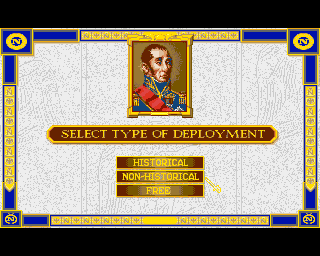 N N
SELECT TYPE OF DEPLOYMENT
HISTORICAL
NON-HISTORICAL
FREE
N N